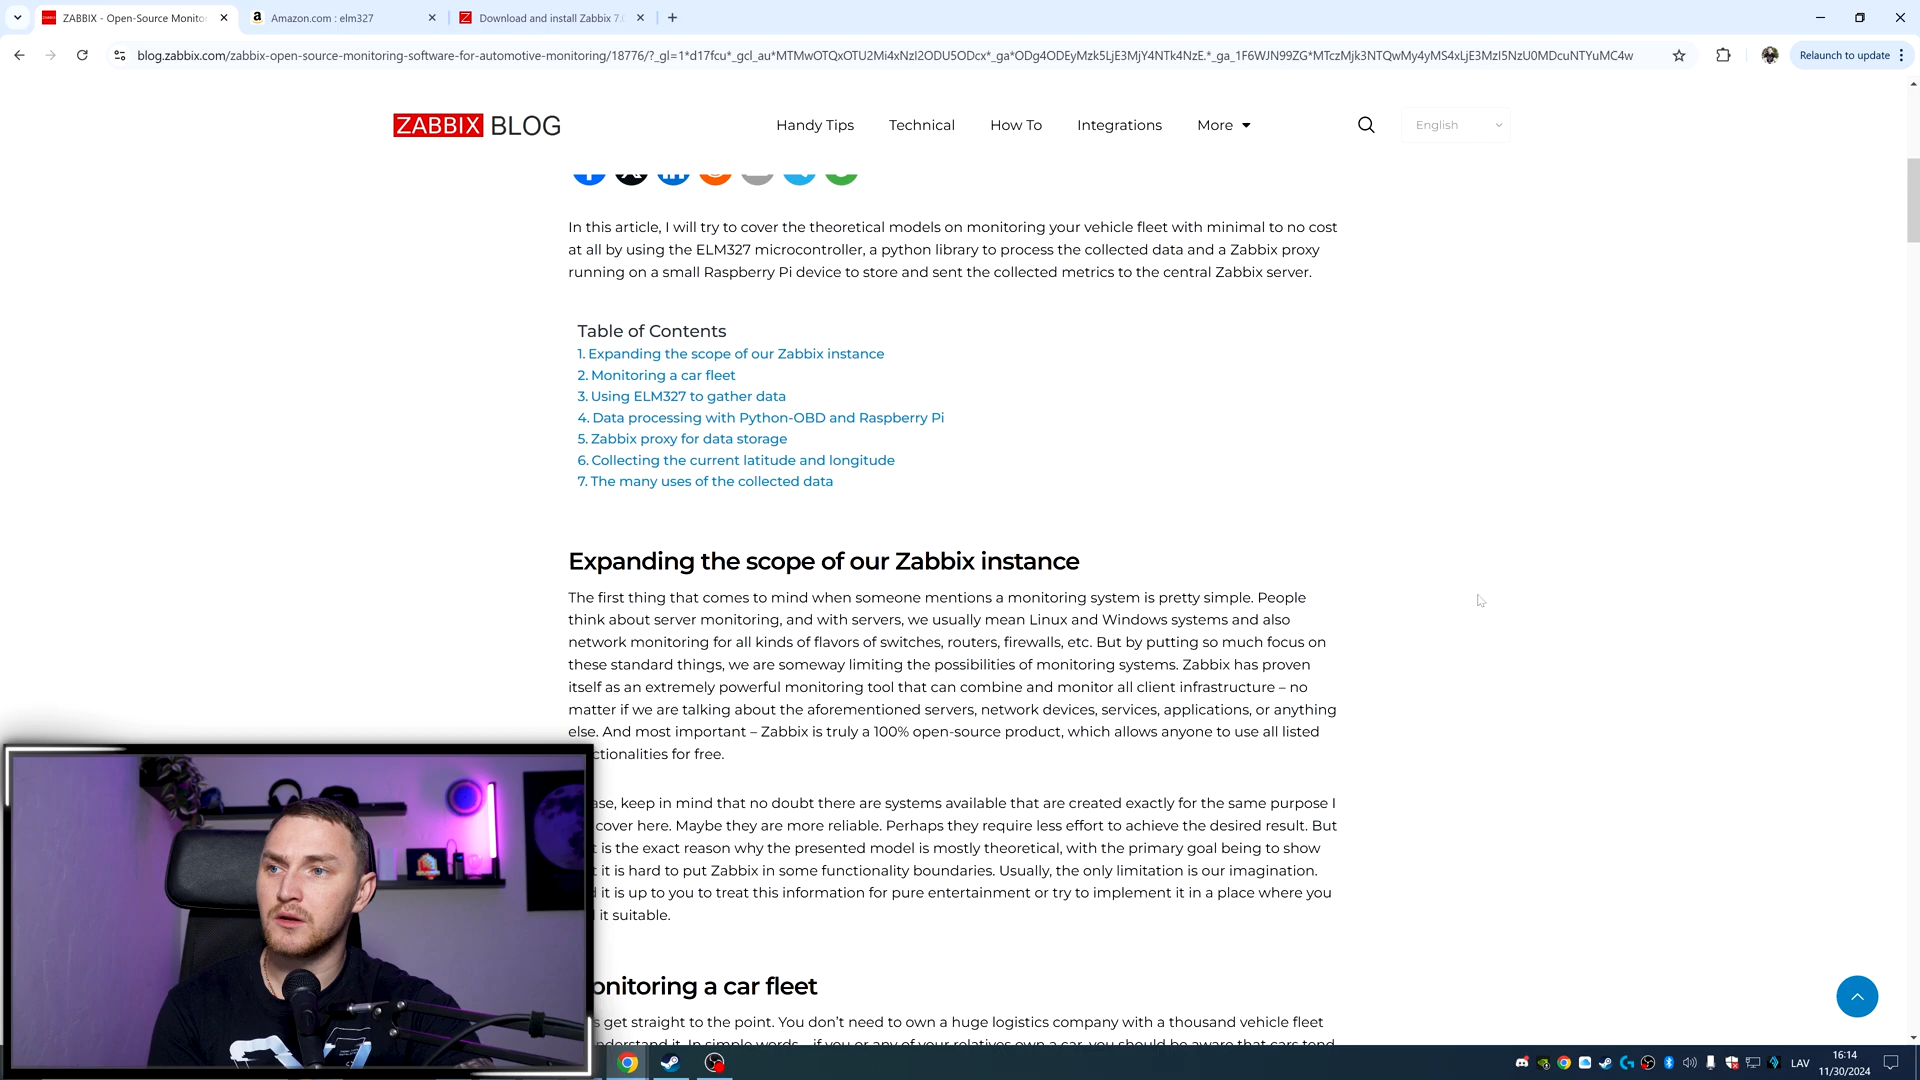 ZABBIX - Open-Source Monitor
Amazon.com : elm327
Download and install Zabbix 7.0
blog.zabbix.com/zabbix-open-source-monitoring-software-for-automotive-monitoring/18776/?_gl=1*d17fcu*_gcl_au*MTMwOTQxOTU2Mi4xNzI2ODU5ODcx*_ga*ODg4ODEyMzk5LjE3MjY4NTk4NzE.*_ga_1F6WJN99ZG*MTczMjk3NTQwMy4yMS4xLjE3MzI5NzU0MDcuNTYuMC4w
Relaunch to update
ZABBIX BLOG
Handy Tips
Technical
How To
Integrations
More
English
In this article, I will try to cover the theoretical models on monitoring your vehicle fleet with minimal to no cost
at all by using the ELM327 microcontroller, a python library to process the collected data and a Zabbix proxy
running on a small Raspberry Pi device to store and sent the collected metrics to the central Zabbix server.
Table of Contents
1. Expanding the scope of our Zabbix instance
2. Monitoring a car fleet
3. Using ELM327 to gather data
4. Data processing with Python-OBD and Raspberry Pi
5. Zabbix proxy for data storage
6. Collecting the current latitude and longitude
7. The many uses of the collected data
Expanding the scope of our Zabbix instance
The first thing that comes to mind when someone mentions a monitoring system is pretty simple. People
think about server monitoring, and with servers, we usually mean Linux and Windows systems and also
network monitoring for all kinds of flavors of switches, routers, firewalls, etc. But by putting so much focus on
these standard things, we are someway limiting the possibilities of monitoring systems. Zabbix has proven
itself as an extremely powerful monitoring tool that can combine and monitor all client infrastructure – no
matter if we are talking about the aforementioned servers, network devices, services, applications, or anything
else. And most important – Zabbix is truly a 100% open-source product, which allows anyone to use all listed
ctionalities for free.
ase, keep in mind that no doubt there are systems available that are created exactly for the same purpose I
cover here. Maybe they are more reliable. Perhaps they require less effort to achieve the desired result. But
t is the exact reason why the presented model is mostly theoretical, with the primary goal being to show
t it is hard to put Zabbix in some functionality boundaries. Usually, the only limitation is our imagination.
d it is up to you to treat this information for pure entertainment or try to implement it in a place where you
it suitable.
onitoring a car fleet
s get straight to the point. You don't need to own a huge logistics company with a thousand vehicle fleet
nderstand it. In simple words – if you or any of your relatives own a car, you should be aware that cars tend
LAV
16:14
11/30/2024